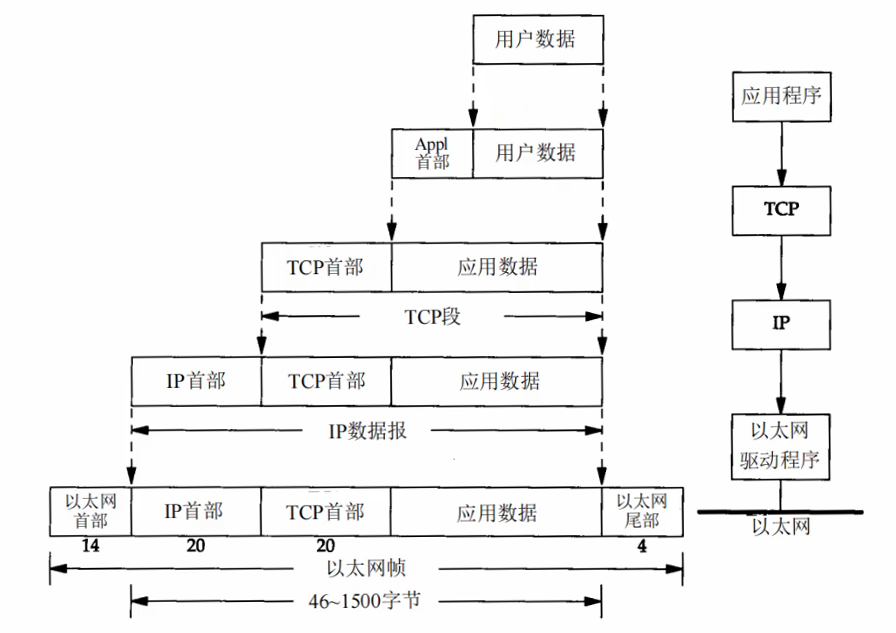 用户数据
应用程序
Appl
首部
用户数据
TCP
TCP首部
应用数据
TCP段
IP
IP首部
TCP首部
应用数据
IP数据报
以太网
驱动程序
以太网
首部
IP首部
TCP首部
应用数据
以太网
尾部
以太网
14
20
20
4
以太网帧
46~1500字节